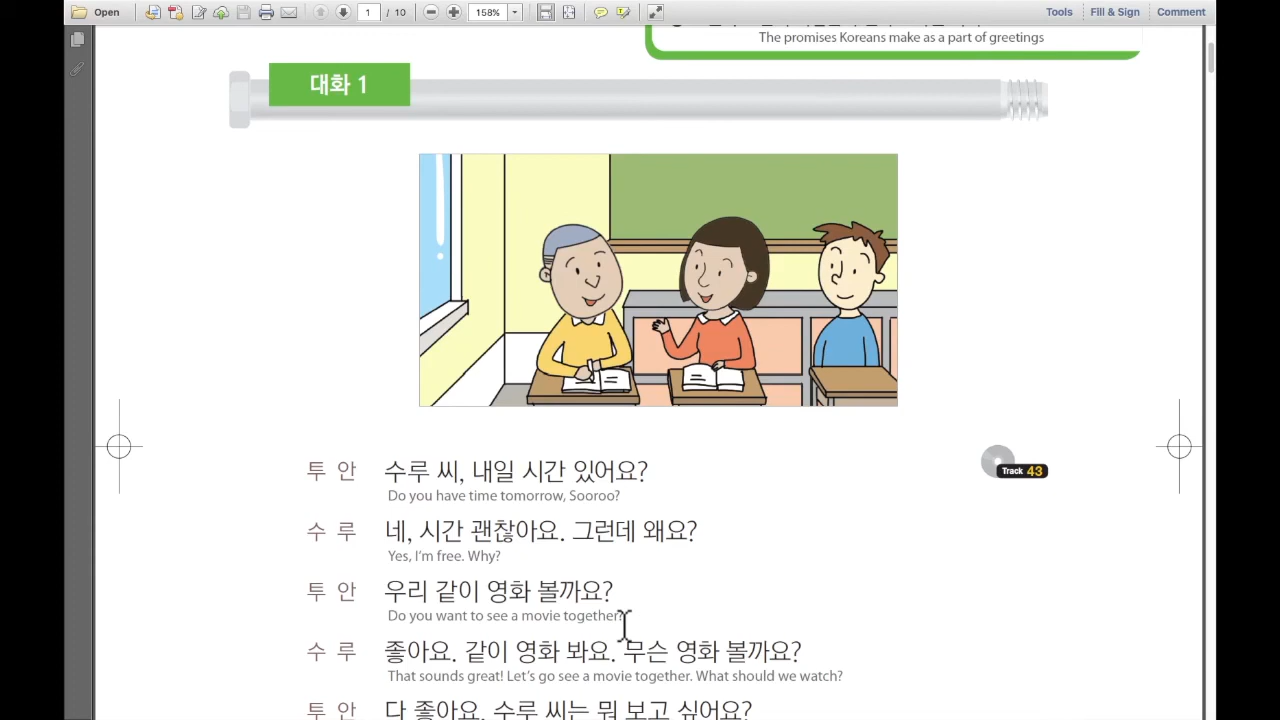 Open
1 / 10
158%
Tools
Fill & Sign
Comment
The promises Koreans make as a part of greetings
대화 1
투 안 수루 씨, 내일 시간 있어요?
Do you have time tomorrow, Sooroo?
Track 43
수 루 네, 시간 괜찮아요. 그런데 왜요?
Yes, I'm free. Why?
투 안 우리 같이 영화 볼까요?
Do you want to see a movie together?
수 루 좋아요. 같이 영화 봐요. 무슨 영화 볼까요?
That sounds great! Let's go see a movie together. What should we watch?
투 안 다 좋아요. 수루 씨는 뭐 보고 싶어요?